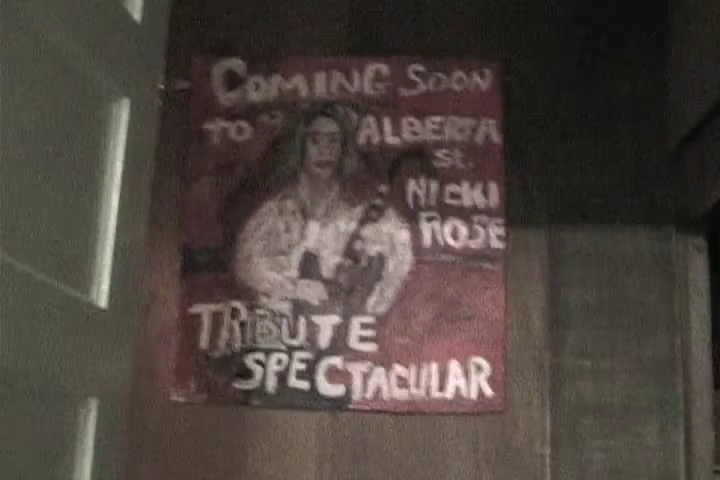 COMING SOON
TO ALBERTA
ST.
NICKI
ROSE
TRIBUTE
SPECTACULAR